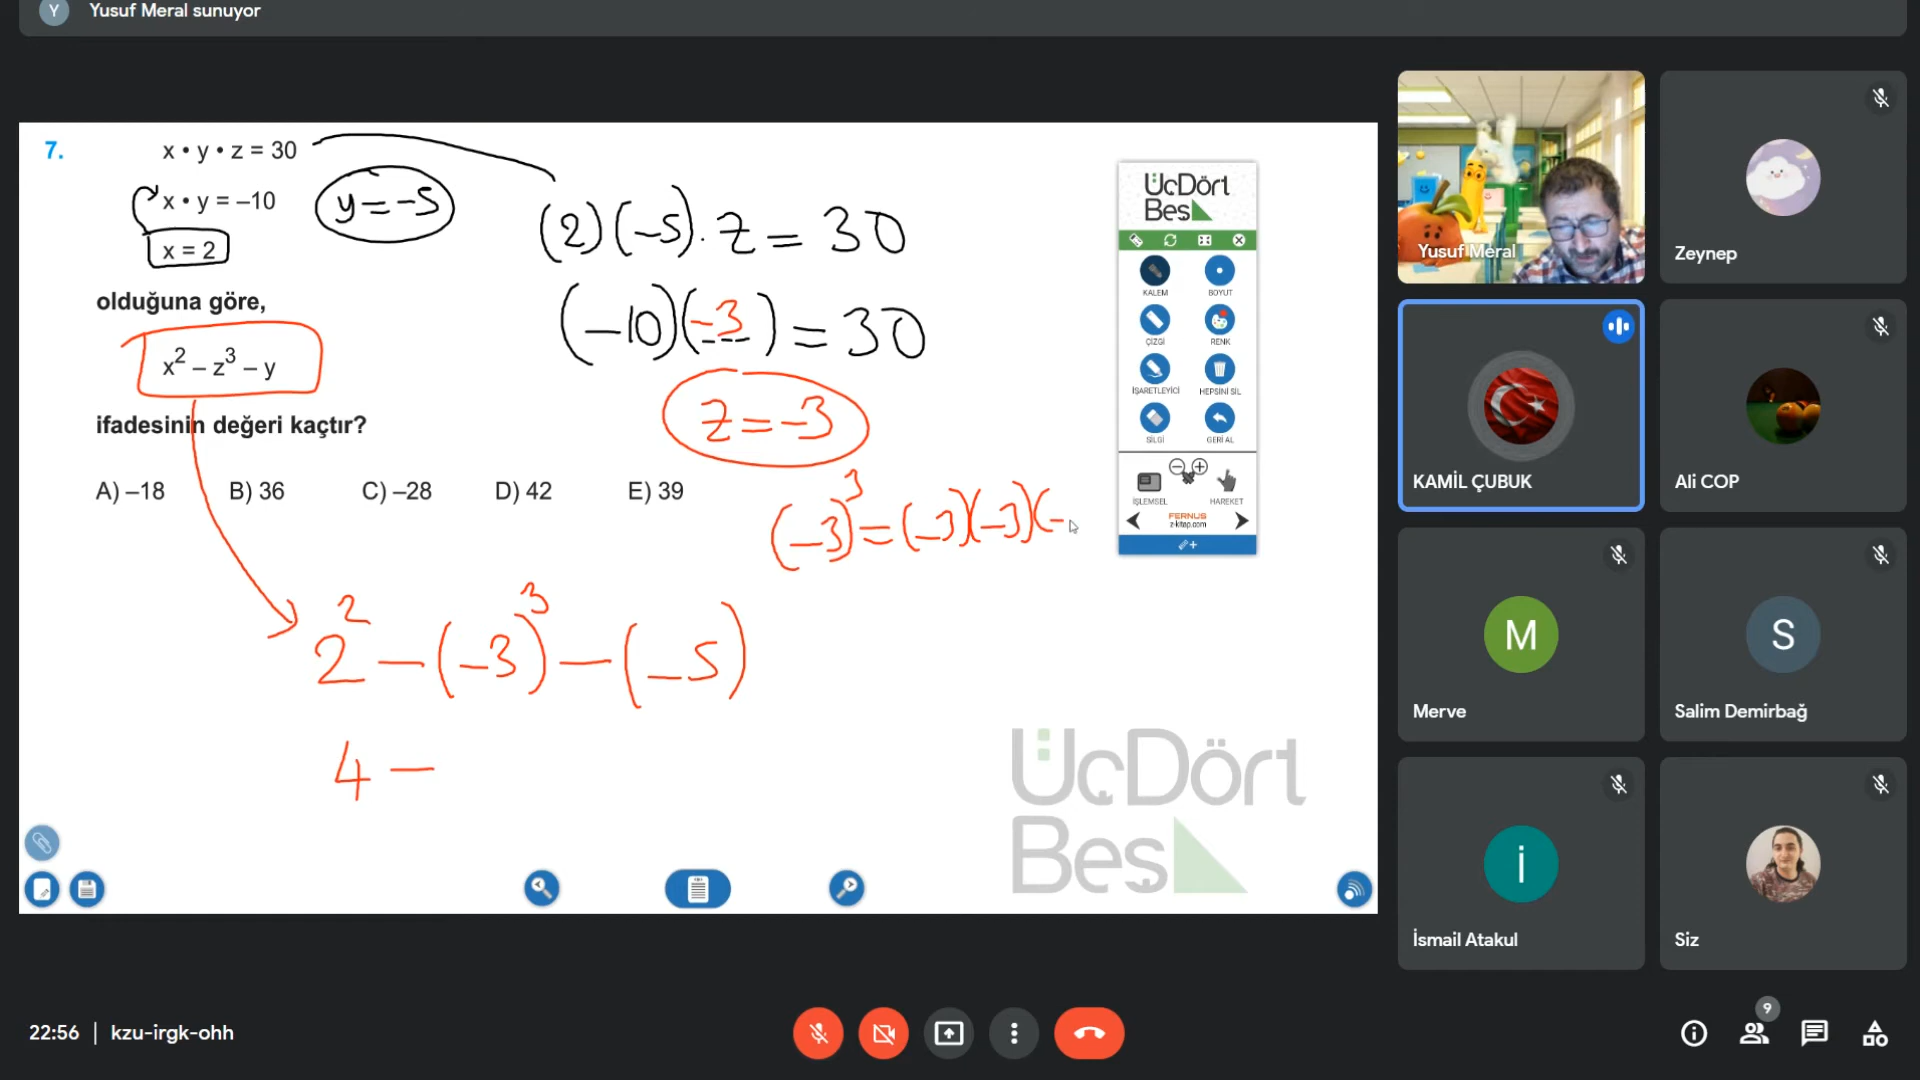 Y Yusuf Meral sunuyor
7. x • y • z = 30
x • y = –10
x = 2
y = -5
olduğuna göre,
x² – z³ – y
ifadesinin değeri kaçtır?
A) –18 B) 36 C) –28 D) 42 E) 39
(2)(-5).z = 30
(-10)(-3) = 30
z = -3
(-3)³ = (-3)(-3)(-
2² - (-3)³ - (-5)
4 -
ÜçDört
Beş
KALEM BOYUT
ÇİZGİ RENK
İŞARETLEYİCİ HEPSİNİ SİL
SİLGİ GERİ AL
İŞLEMSEL HAREKET
FERNUS
z-kitap.com
ÜçDört
Beş
Yusuf Meral
Zeynep
KAMİL ÇUBUK
Ali COP
M
Merve
S
Salim Demirbağ
İ
İsmail Atakul
Siz
22:56 | kzu-irgk-ohh
9